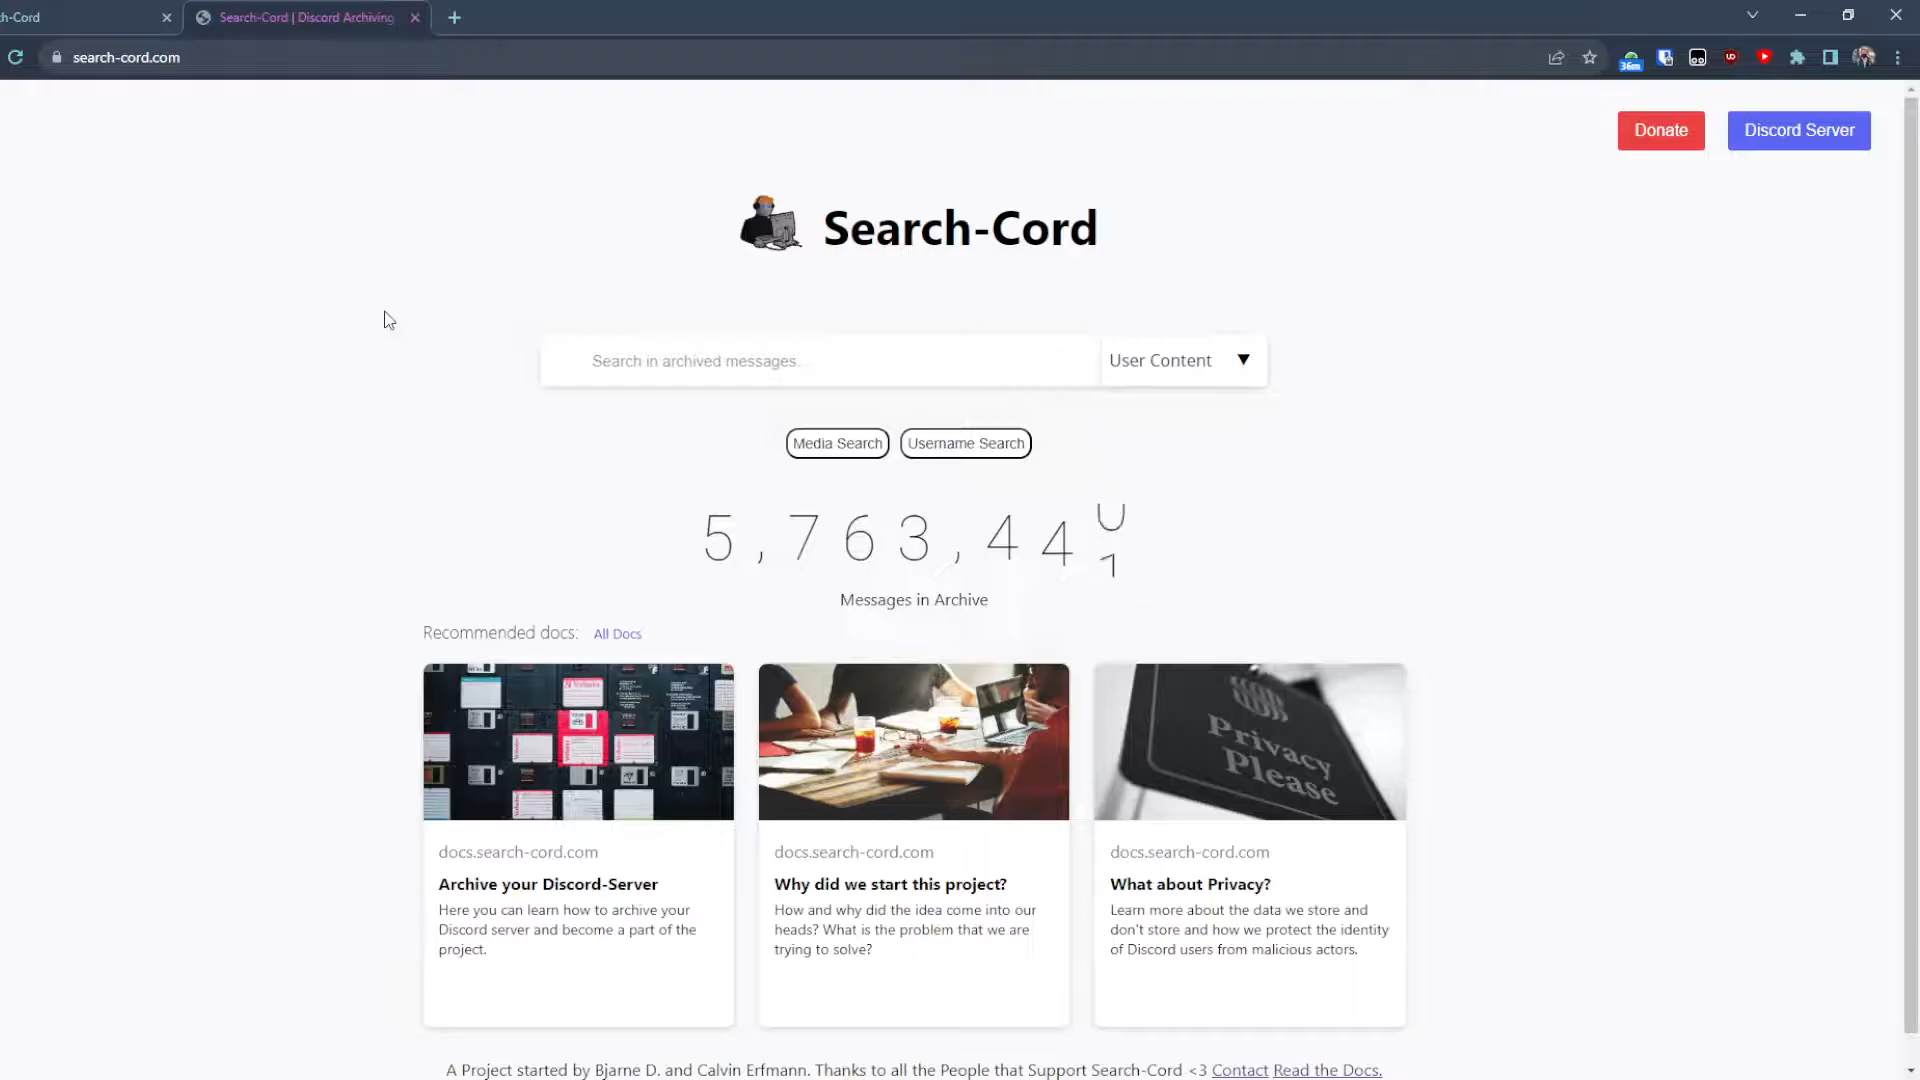 h-Cord
Search-Cord | Discord Archiving
search-cord.com
36m
Donate
Discord Server
Search-Cord
Search in archived messages...
User Content
Media Search
Username Search
5,763,44
Messages in Archive
Recommended docs: All Docs
Privacy
Please
docs.search-cord.com
Archive your Discord-Server
Here you can learn how to archive your
Discord server and become a part of the
project.
docs.search-cord.com
Why did we start this project?
How and why did the idea come into our
heads? What is the problem that we are
trying to solve?
docs.search-cord.com
What about Privacy?
Learn more about the data we store and
don't store and how we protect the identity
of Discord users from malicious actors.
A Project started by Bjarne D. and Calvin Erfmann. Thanks to all the People that Support Search-Cord <3 Contact Read the Docs.